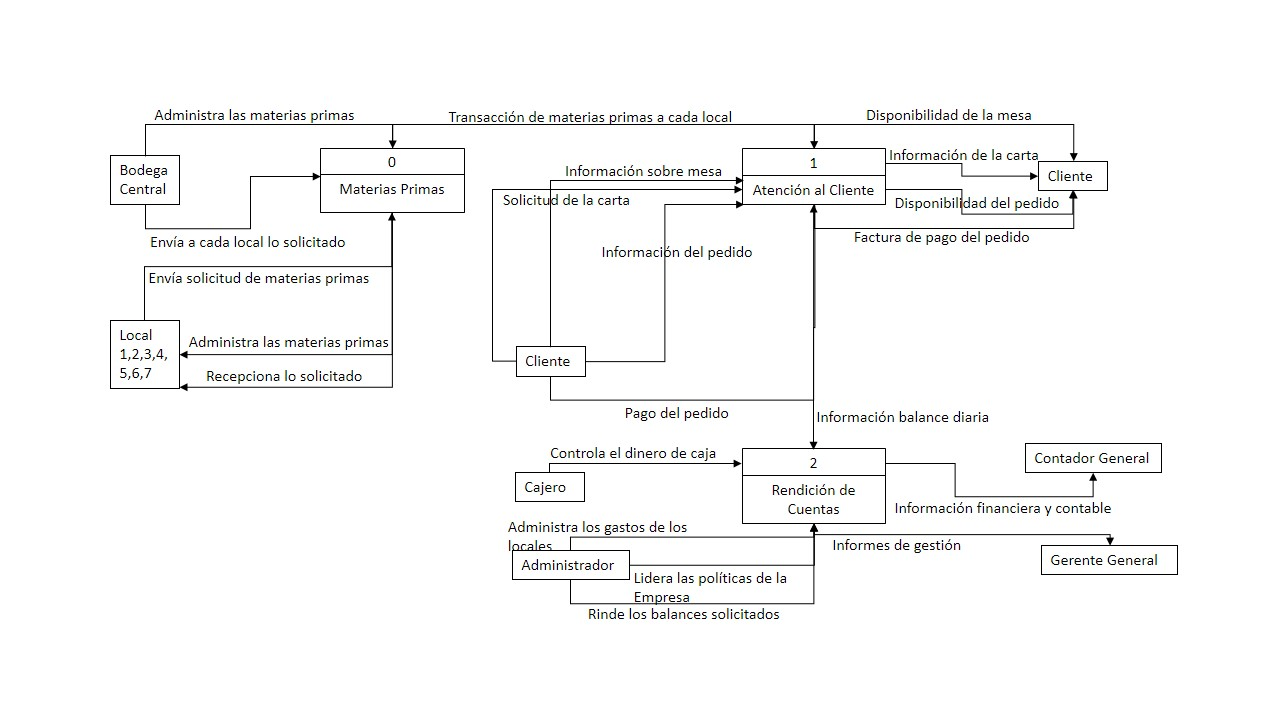 Administra las materias primas
Transacción de materias primas a cada local
Disponibilidad de la mesa
Bodega
Central
0
Materias Primas
Envía a cada local lo solicitado
Envía solicitud de materias primas
Local
1,2,3,4,
5,6,7
Administra las materias primas
Recepciona lo solicitado
Información sobre mesa
Solicitud de la carta
Información del pedido
1
Atención al Cliente
Información de la carta
Cliente
Disponibilidad del pedido
Factura de pago del pedido
Cliente
Pago del pedido
Información balance diaria
Controla el dinero de caja
Cajero
2
Rendición de
Cuentas
Contador General
Información financiera y contable
Administra los gastos de los
locales
Administrador
Lidera las políticas de la
Empresa
Rinde los balances solicitados
Informes de gestión
Gerente General